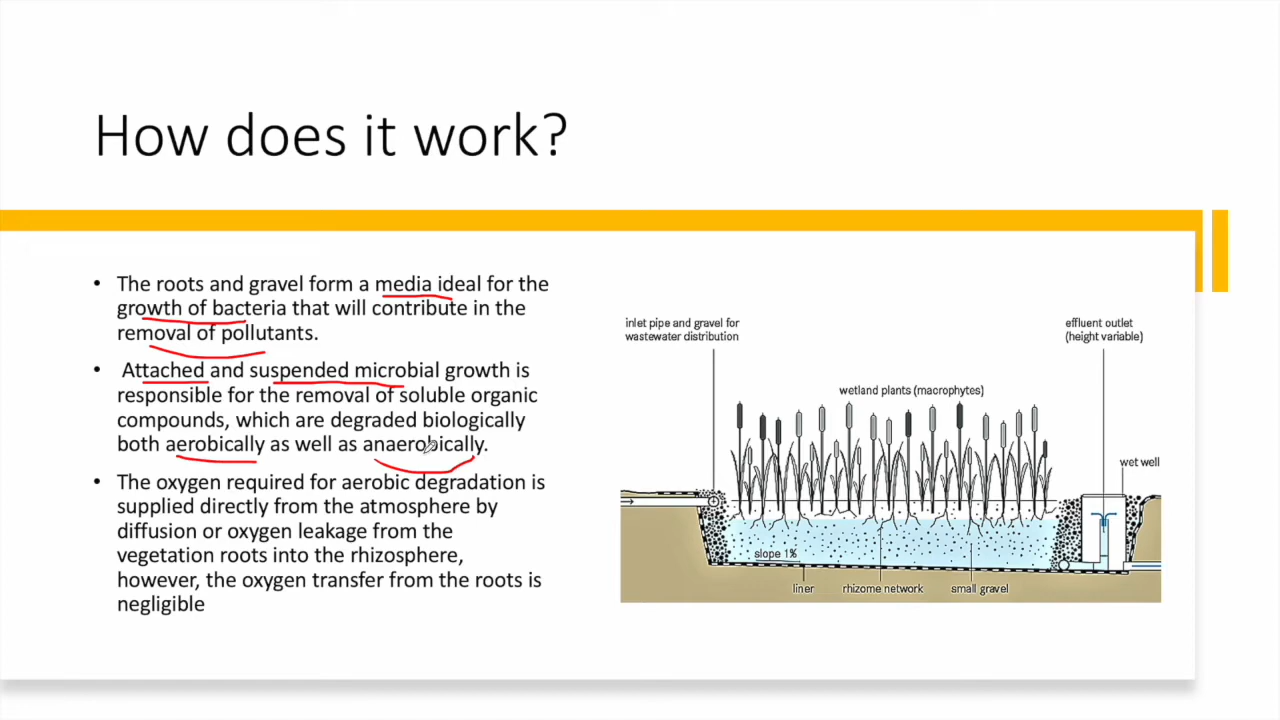 How does it work?
• The roots and gravel form a media ideal for the
growth of bacteria that will contribute in the
removal of pollutants.
• Attached and suspended microbial growth is
responsible for the removal of soluble organic
compounds, which are degraded biologically
both aerobically as well as anaerobically.
• The oxygen required for aerobic degradation is
supplied directly from the atmosphere by
diffusion or oxygen leakage from the
vegetation roots into the rhizosphere,
however, the oxygen transfer from the roots is
negligible
inlet pipe and gravel for
wastewater distribution
effluent outlet
(height variable)
wetland plants (macrophytes)
wet well
slope 1%
liner
rhizome network
small gravel